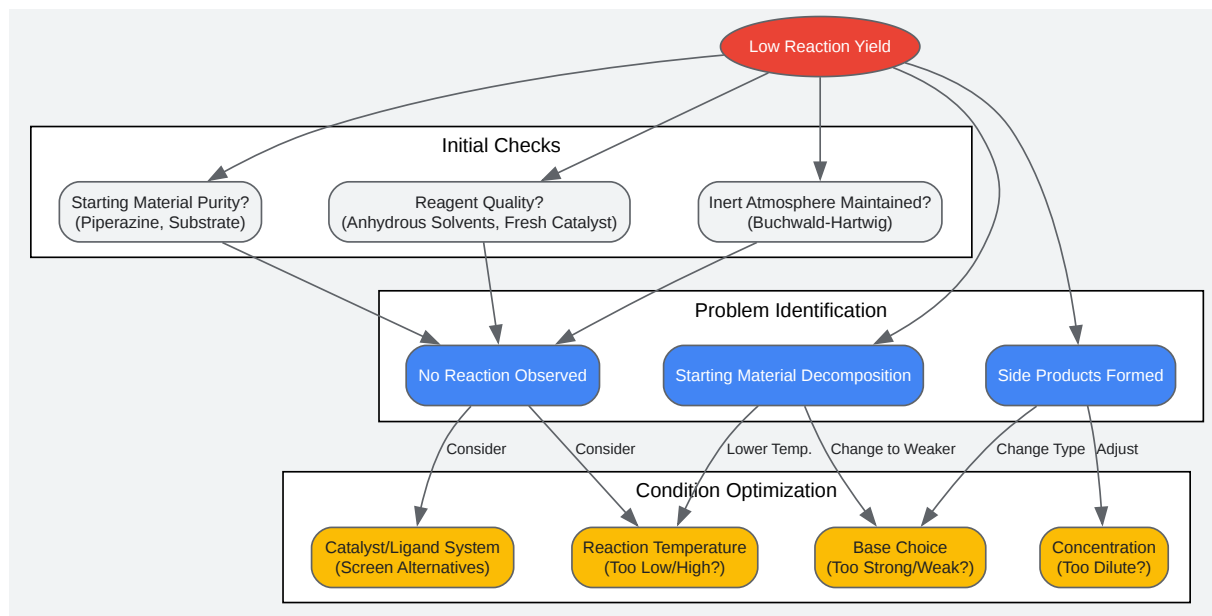 Low Reaction Yield
Initial Checks
Starting Material Purity?
(Piperazine, Substrate)
Reagent Quality?
(Anhydrous Solvents, Fresh Catalyst)
Inert Atmosphere Maintained?
(Buchwald-Hartwig)
Problem Identification
No Reaction Observed
Starting Material Decomposition
Side Products Formed
Consider
Consider
Lower Temp.
Change to Weaker
Change Type
Adjust
Condition Optimization
Catalyst/Ligand System
(Screen Alternatives)
Reaction Temperature
(Too Low/High?)
Base Choice
(Too Strong/Weak?)
Concentration
(Too Dilute?)